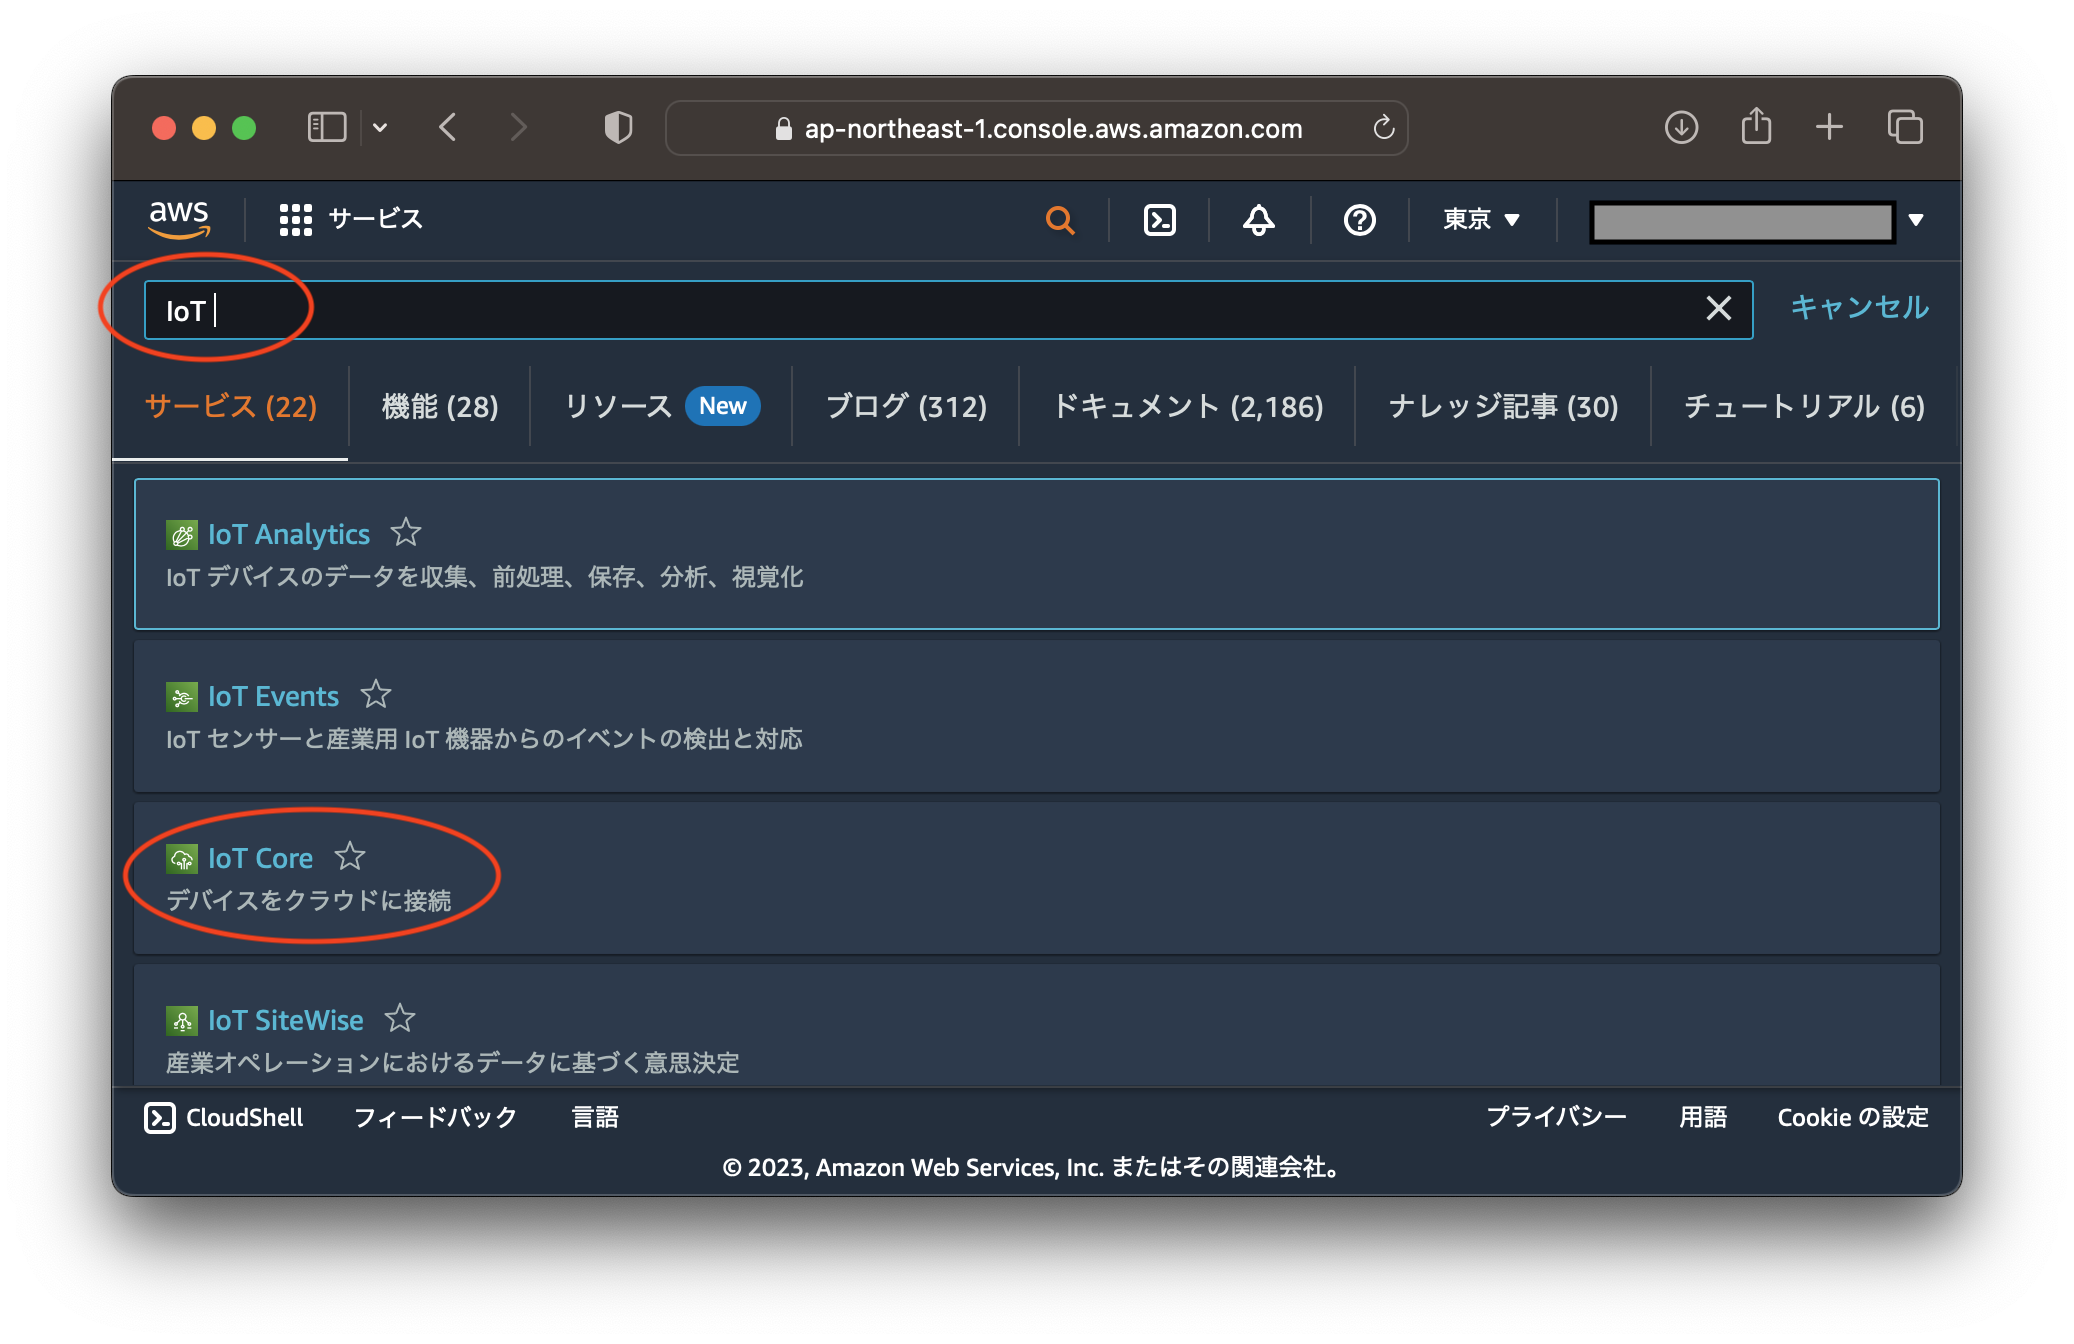 ap-northeast-1.console.aws.amazon.com
aws サービス 東京
IoT キャンセル
サービス (22) 機能 (28) リソース New ブログ (312) ドキュメント (2,186) ナレッジ記事 (30) チュートリアル (6)
IoT Analytics
IoT デバイスのデータを収集、前処理、保存、分析、視覚化
IoT Events
IoT センサーと産業用 IoT 機器からのイベントの検出と対応
IoT Core
デバイスをクラウドに接続
IoT SiteWise
産業オペレーションにおけるデータに基づく意思決定
CloudShell フィードバック 言語 プライバシー 用語 Cookie の設定
© 2023, Amazon Web Services, Inc. またはその関連会社。